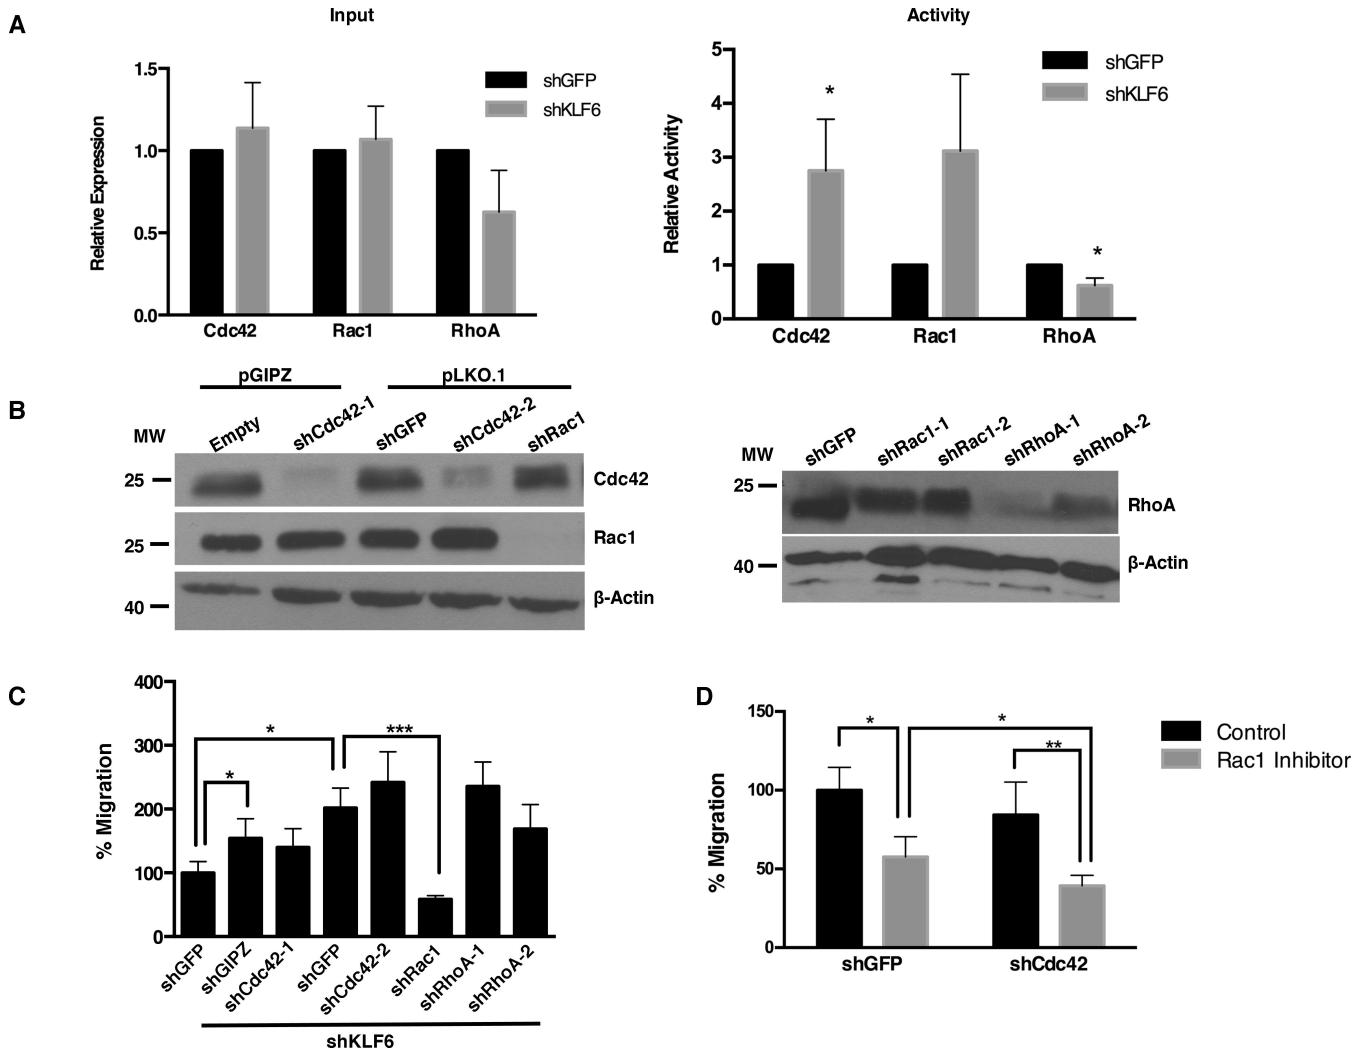 A
Input
Relative Expression
1.5
1.0
0.5
0.0
Cdc42 Rac1 RhoA
shGFP
shKLF6
Activity
Relative Activity
5
4
3
2
1
0
*
*
Cdc42 Rac1 RhoA
shGFP
shKLF6
B
pGIPZ pLKO.1
MW Empty shCdc42-1 shGFP shCdc42-2 shRac1
25 Cdc42
25 Rac1
40 β-Actin
MW shGFP shRac1-1 shRac1-2 shRhoA-1 shRhoA-2
25 RhoA
40 β-Actin
C
% Migration
400
300
200
100
0
* ***
*
shGFP shGIPZ shCdc42-1 shGFP shCdc42-2 shRac1 shRhoA-1 shRhoA-2
shKLF6
D
% Migration
150
100
50
0
* *
**
shGFP shCdc42
Control
Rac1 Inhibitor